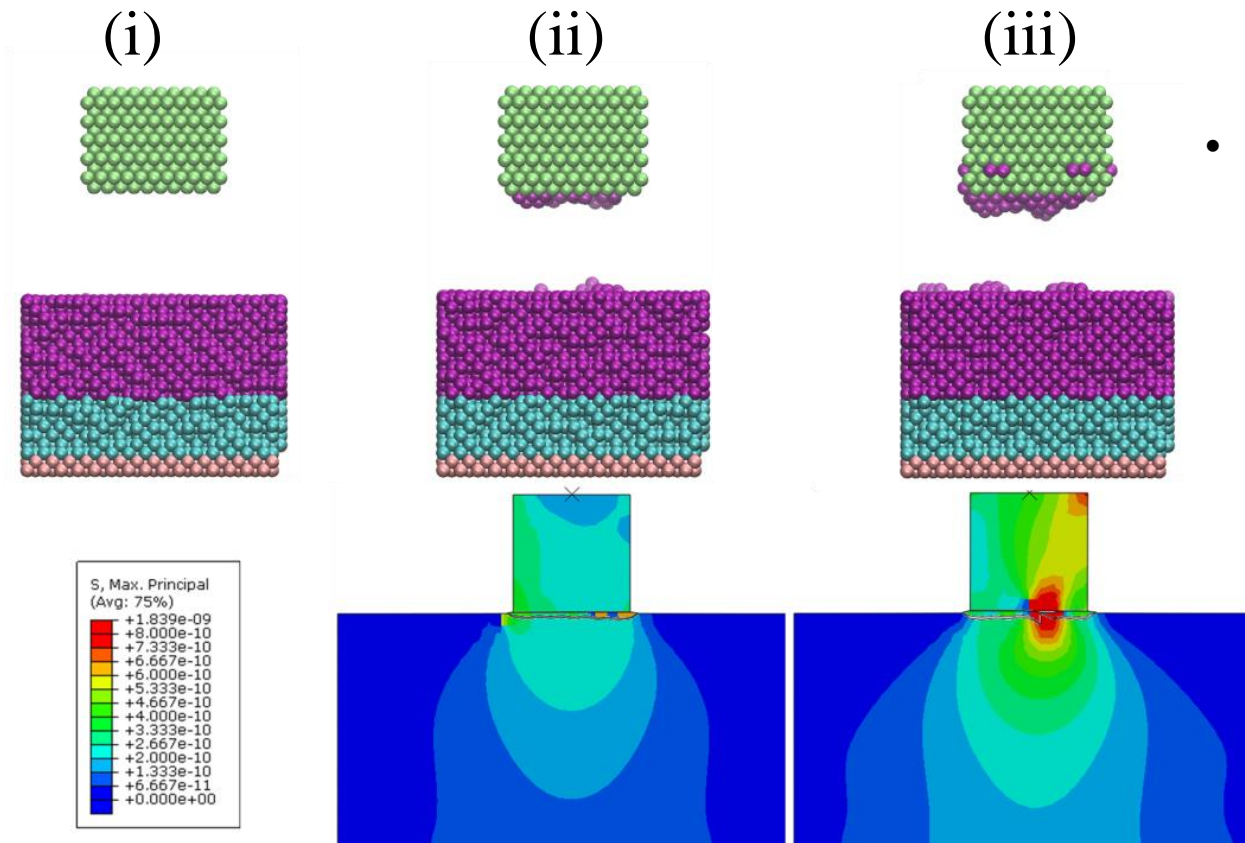 (i) (ii) (iii)
S, Max. Principal
(Avg: 75%)
+1.839e-09
+8.000e-10
+7.333e-10
+6.667e-10
+6.000e-10
+5.333e-10
+4.667e-10
+4.000e-10
+3.333e-10
+2.667e-10
+2.000e-10
+1.333e-10
+6.667e-11
+0.000e+00